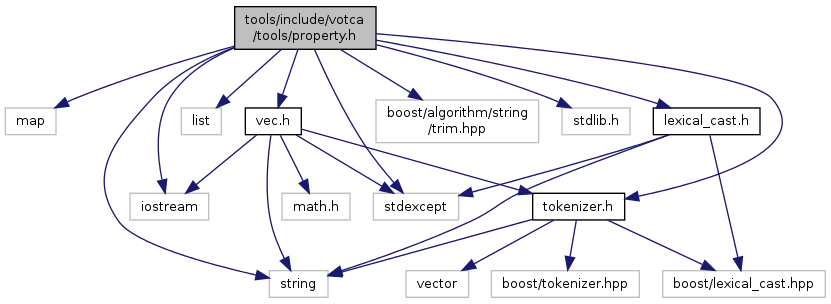 tools/include/votca
/tools/property.h
map
list
vec.h
boost/algorithm/string
/trim.hpp
stdlib.h
lexical_cast.h
iostream
math.h
stdexcept
tokenizer.h
string
vector
boost/tokenizer.hpp
boost/lexical_cast.hpp